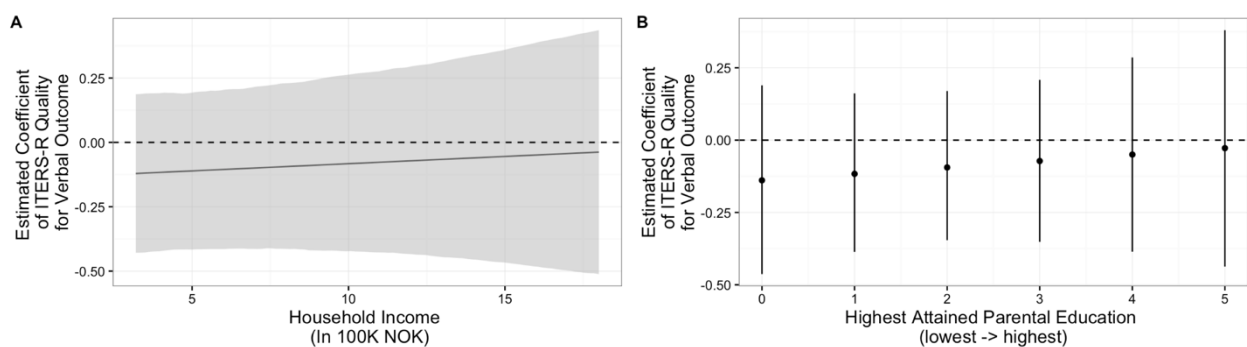 A
Estimated Coefficient
of ITERS-R Quality
for Verbal Outcome
0.25
0.00
-0.25
-0.50
5
10
15
Household Income
(In 100K NOK)
B
Estimated Coefficient
of ITERS-R Quality
for Verbal Outcome
0.25
0.00
-0.25
-0.50
0
1
2
3
4
5
Highest Attained Parental Education
(lowest -> highest)